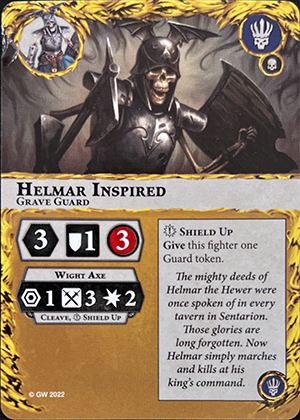 HELMAR INSPIRED
GRAVE GUARD
3 1 3
WIGHT AXE
1 3 2
CLEAVE, SHIELD UP
SHIELD UP
Give this fighter one
Guard token.
The mighty deeds of
Helmar the Hewer were
once spoken of in every
tavern in Sentarion.
Those glories are
long forgotten. Now
Helmar simply marches
and kills at his
king's command.
© GW 2022